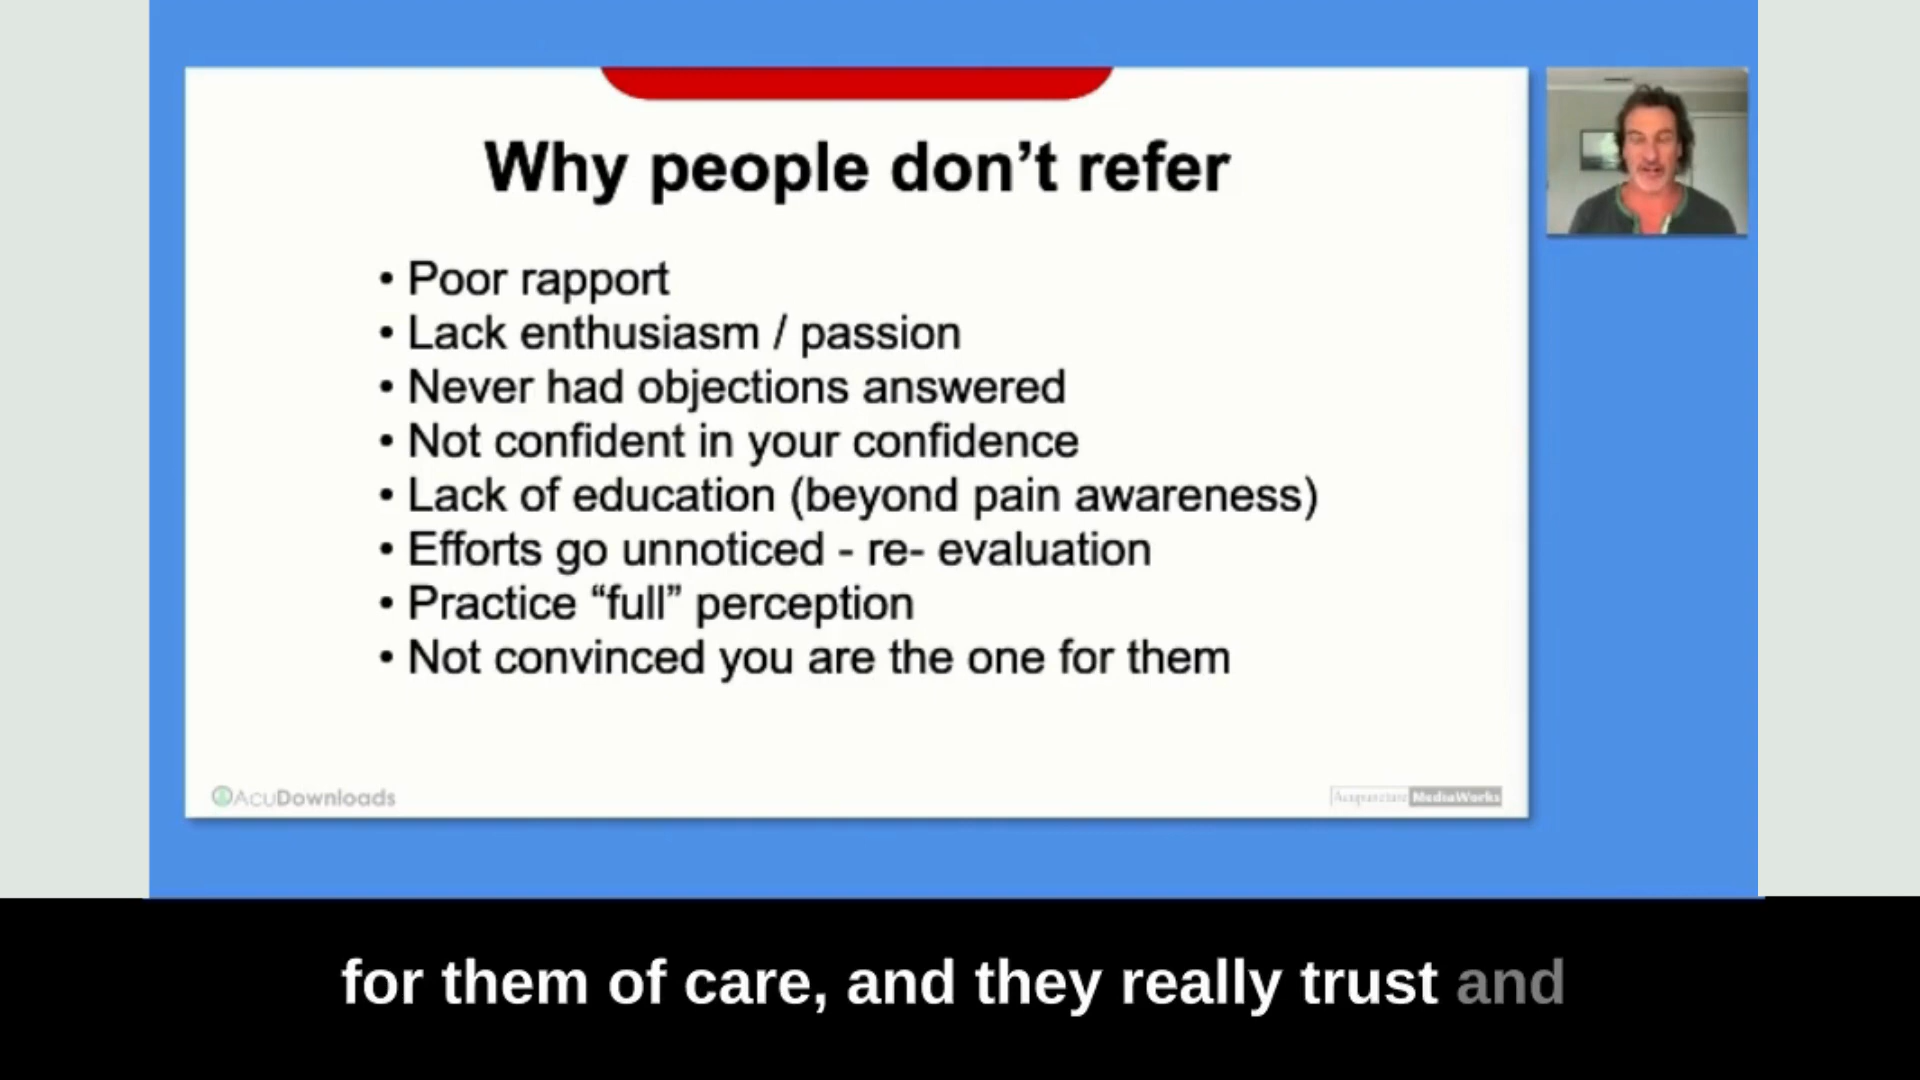 Why people don’t refer
• Poor rapport
• Lack enthusiasm / passion
• Never had objections answered
• Not confident in your confidence
• Lack of education (beyond pain awareness)
• Efforts go unnoticed - re- evaluation
• Practice “full” perception
• Not convinced you are the one for them
AcuDownloads
Acupuncture MediaWorks
for them of care, and they really trust and